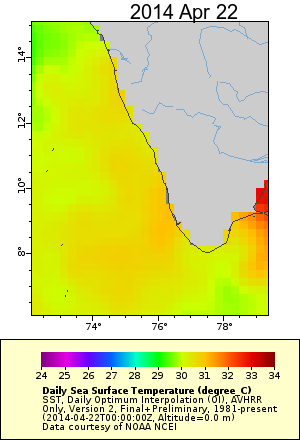 2014 Apr 22
14°
12°
10°
8°
74° 76° 78°
24 25 26 27 28 29 30 31 32 33 34
Daily Sea Surface Temperature (degree_C)
SST, Daily Optimum Interpolation (OI), AVHRR
Only, Version 2, Final+Preliminary, 1981-present
(2014-04-22T00:00:00Z, Altitude=0.0 m)
Data courtesy of NOAA NCEI